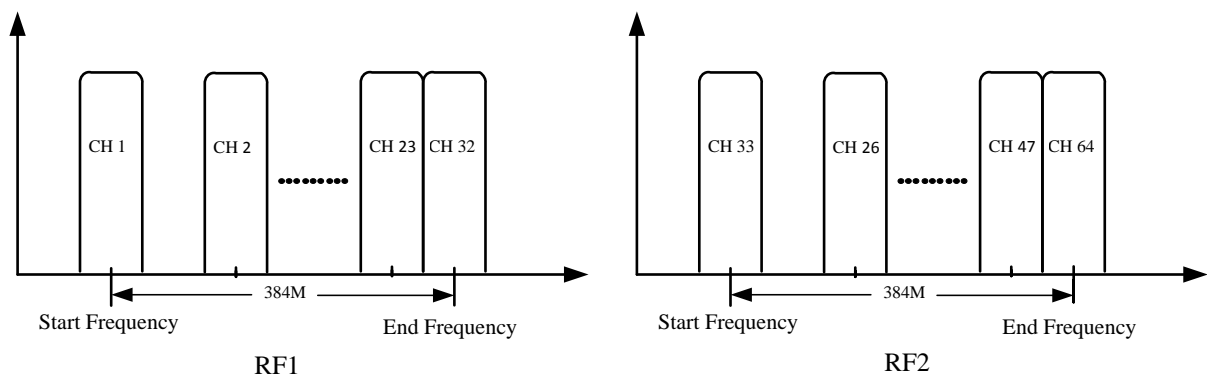 CH 1
CH 2
CH 23
CH 32
384M
Start Frequency
End Frequency
RF1
CH 33
CH 26
CH 47
CH 64
384M
Start Frequency
End Frequency
RF2